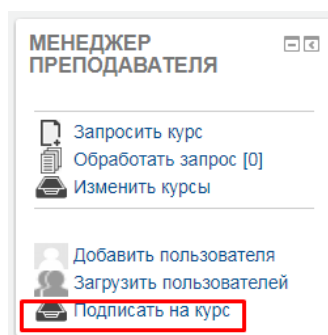 МЕНЕДЖЕР
ПРЕПОДАВАТЕЛЯ
Запросить курс
Обработать запрос [0]
Изменить курсы
Добавить пользователя
Загрузить пользователей
Подписать на курс